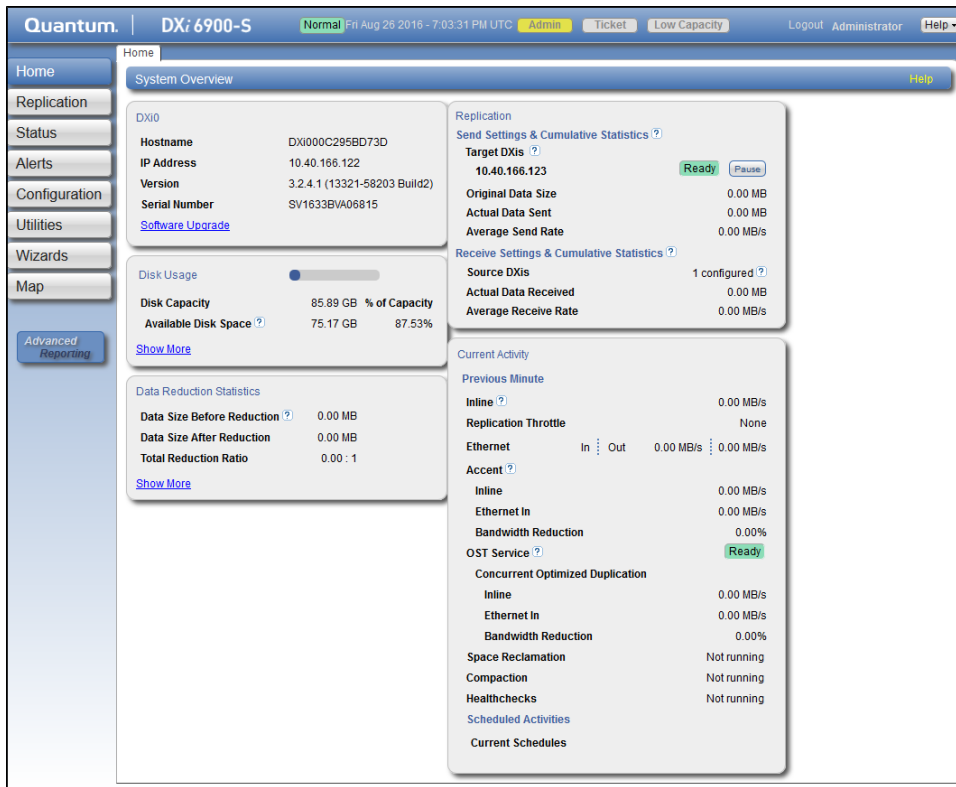 Quantum. DXi 6900-S Normal Fri Aug 26 2016 - 7:03:31 PM UTC Admin Ticket Low Capacity Logout Administrator Help
Home
Home
System Overview Help
Replication
Status
Alerts
Configuration
Utilities
Wizards
Map
Advanced Reporting
DXi0
Hostname DXi000C295BD73D
IP Address 10.40.166.122
Version 3.2.4.1 (13321-58203 Build2)
Serial Number SV1633BVA06815
Software Upgrade
Disk Usage
Disk Capacity 85.89 GB % of Capacity
Available Disk Space ? 75.17 GB 87.53%
Show More
Data Reduction Statistics
Data Size Before Reduction ? 0.00 MB
Data Size After Reduction 0.00 MB
Total Reduction Ratio 0.00 : 1
Show More
Replication
Send Settings & Cumulative Statistics ?
Target DXis ?
10.40.166.123 Ready Pause
Original Data Size 0.00 MB
Actual Data Sent 0.00 MB
Average Send Rate 0.00 MB/s
Receive Settings & Cumulative Statistics ?
Source DXis 1 configured ?
Actual Data Received 0.00 MB
Average Receive Rate 0.00 MB/s
Current Activity
Previous Minute
Inline ? 0.00 MB/s
Replication Throttle None
Ethernet In Out 0.00 MB/s 0.00 MB/s
Accent ?
Inline 0.00 MB/s
Ethernet In 0.00 MB/s
Bandwidth Reduction 0.00%
OST Service ? Ready
Concurrent Optimized Duplication
Inline 0.00 MB/s
Ethernet In 0.00 MB/s
Bandwidth Reduction 0.00%
Space Reclamation Not running
Compaction Not running
Healthchecks Not running
Scheduled Activities
Current Schedules